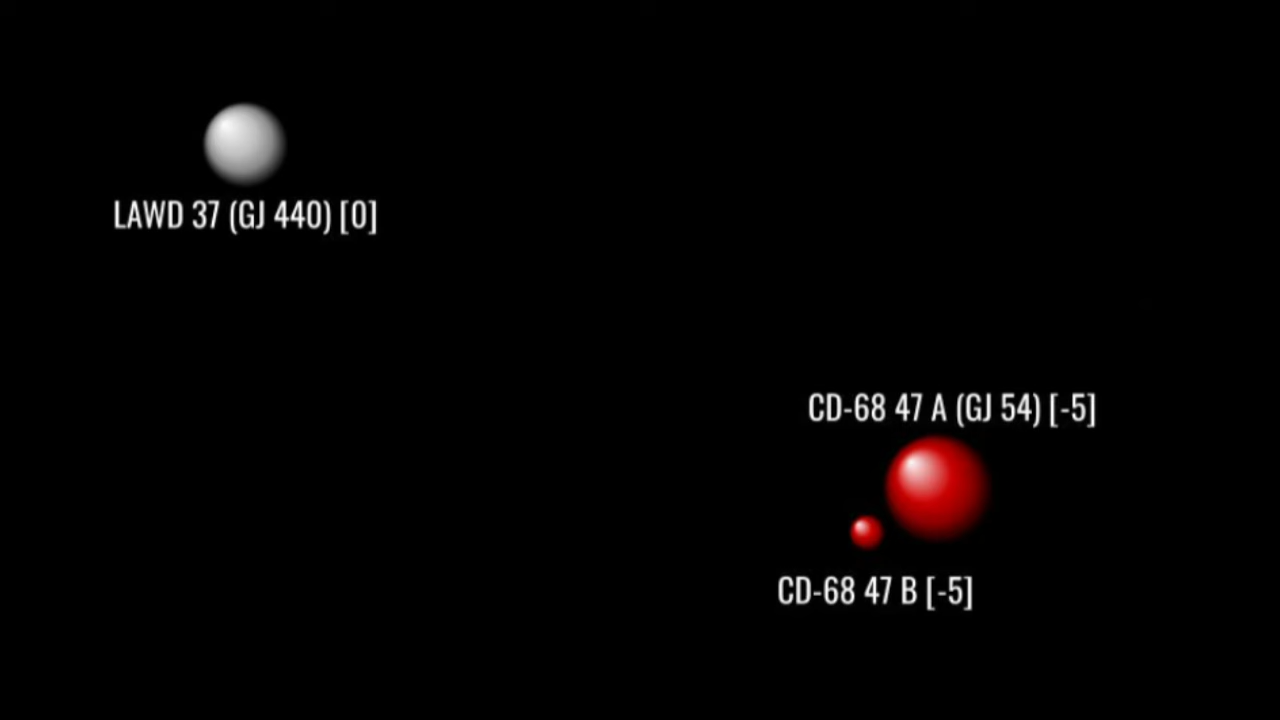 LAWD 37 (GJ 440) [0]
CD-68 47 A (GJ 54) [-5]
CD-68 47 B [-5]